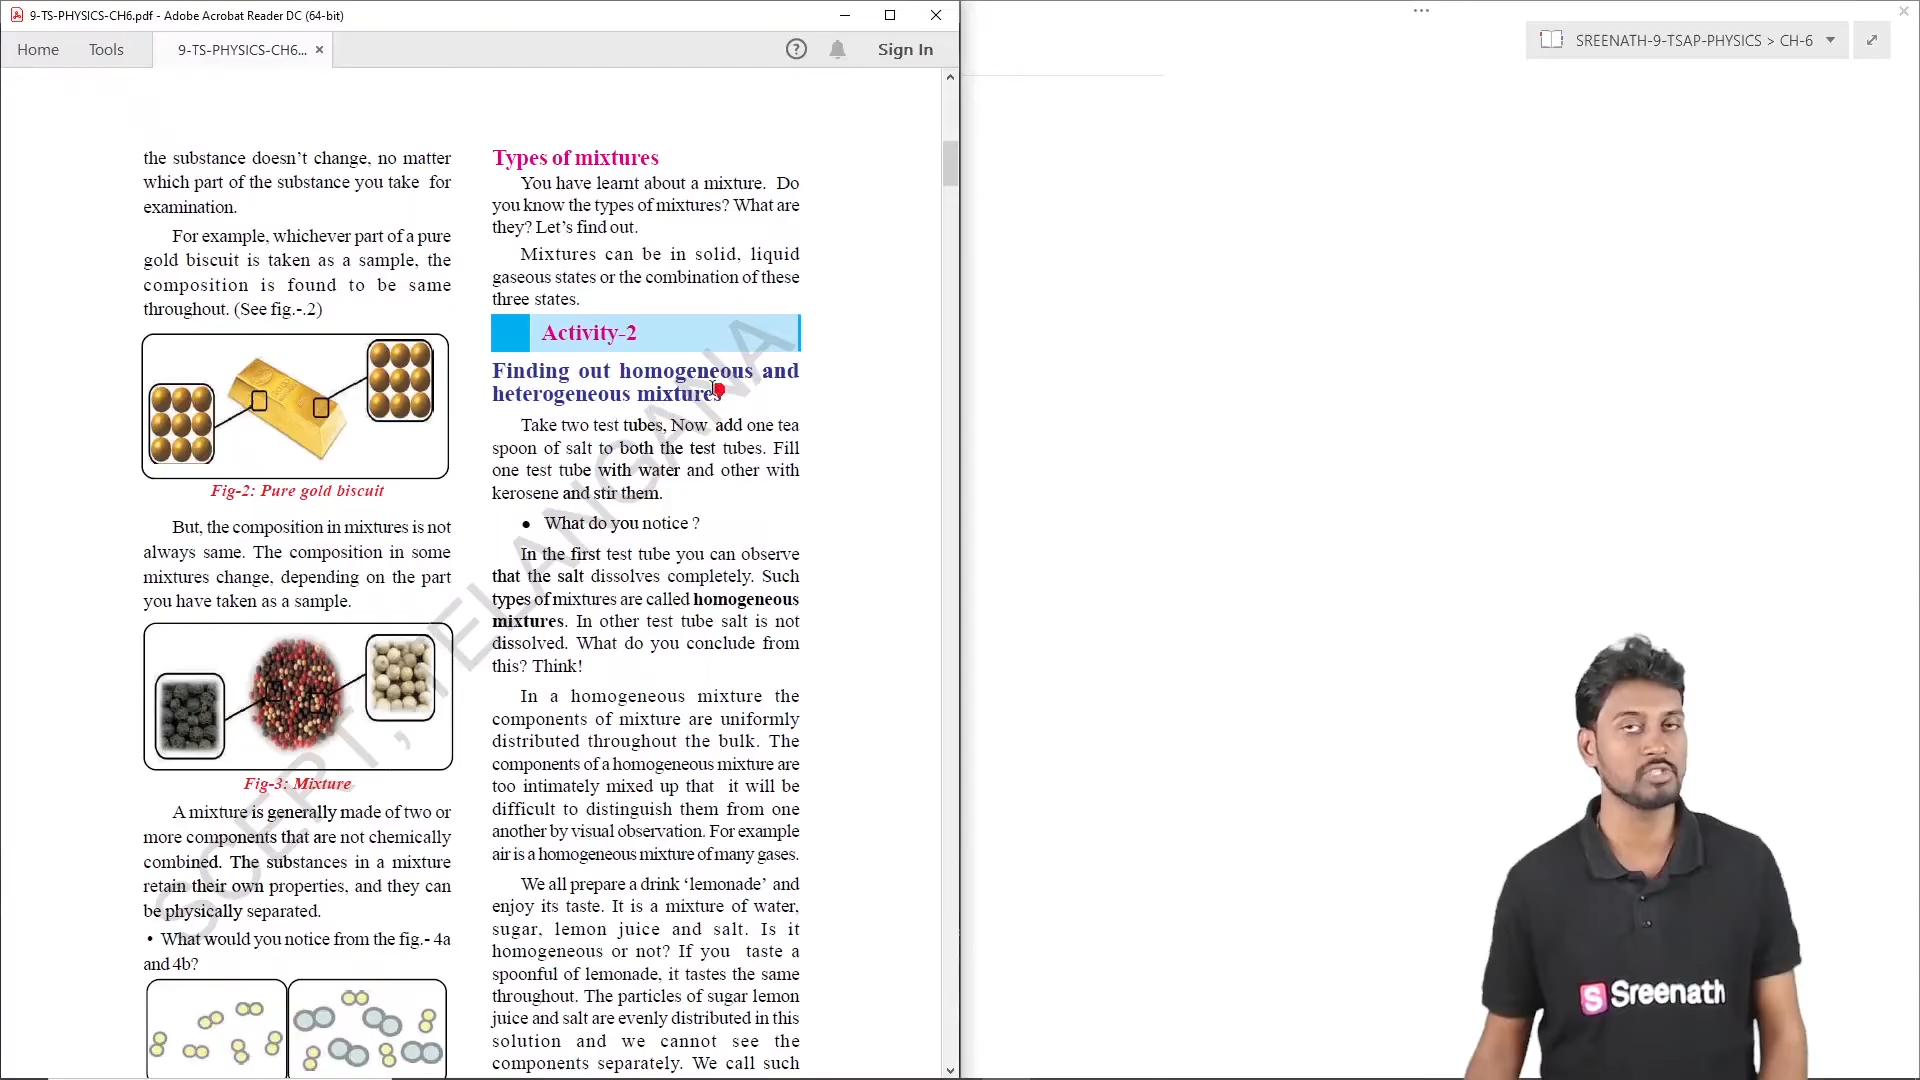 9-TS-PHYSICS-CH6.pdf - Adobe Acrobat Reader DC (64-bit)
Home
Tools
9-TS-PHYSICS-CH6...
Sign In
SREENATH-9-TSAP-PHYSICS > CH-6
the substance doesn’t change, no matter
which part of the substance you take for
examination.
For example, whichever part of a pure
gold biscuit is taken as a sample, the
composition is found to be same
throughout. (See fig.-.2)
Fig-2: Pure gold biscuit
But, the composition in mixtures is not
always same. The composition in some
mixtures change, depending on the part
you have taken as a sample.
Fig-3: Mixture
A mixture is generally made of two or
more components that are not chemically
combined. The substances in a mixture
retain their own properties, and they can
be physically separated.
• What would you notice from the fig.- 4a
and 4b?
Types of mixtures
You have learnt about a mixture. Do
you know the types of mixtures? What are
they? Let’s find out.
Mixtures can be in solid, liquid
gaseous states or the combination of these
three states.
Activity-2
Finding out homogeneous and
heterogeneous mixtures
Take two test tubes, Now add one tea
spoon of salt to both the test tubes. Fill
one test tube with water and other with
kerosene and stir them.
● What do you notice ?
In the first test tube you can observe
that the salt dissolves completely. Such
types of mixtures are called homogeneous
mixtures. In other test tube salt is not
dissolved. What do you conclude from
this? Think!
In a homogeneous mixture the
components of mixture are uniformly
distributed throughout the bulk. The
components of a homogeneous mixture are
too intimately mixed up that it will be
difficult to distinguish them from one
another by visual observation. For example
air is a homogeneous mixture of many gases.
We all prepare a drink ‘lemonade’ and
enjoy its taste. It is a mixture of water,
sugar, lemon juice and salt. Is it
homogeneous or not? If you taste a
spoonful of lemonade, it tastes the same
throughout. The particles of sugar lemon
juice and salt are evenly distributed in this
solution and we cannot see the
components separately. We call such
SCERT, TELANGANA
S Sreenath